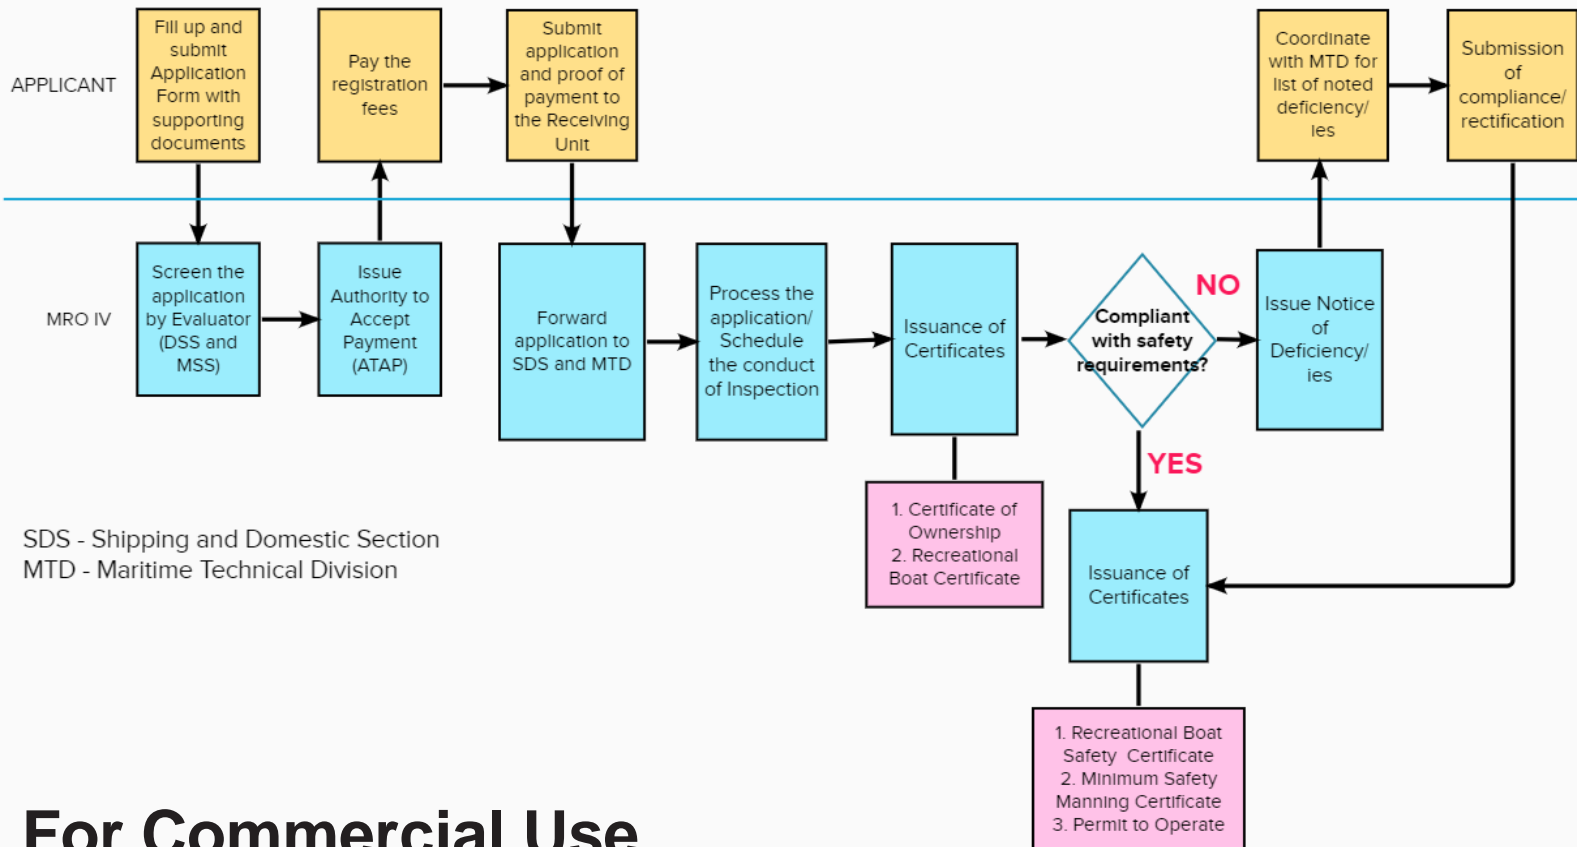 APPLICANT
Fill up and
submit
Application
Form with
supporting
documents
Pay the
registration
fees
Submit
application
and proof of
payment to
the Receiving
Unit
Coordinate
with MTD for
list of noted
deficiency/
ies
Submission
of
compliance/
rectification
MRO IV
Screen the
application
by Evaluator
(DSS and
MSS)
Issue
Authority to
Accept
Payment
(ATAP)
Forward
application to
SDS and MTD
Process the
application/
Schedule
the conduct
of Inspection
Issuance of
Certificates
Compliant
with safety
requirements?
NO
Issue Notice
of
Deficiency/
ies
YES
1. Certificate of
Ownership
2. Recreational
Boat Certificate
Issuance of
Certificates
SDS - Shipping and Domestic Section
MTD - Maritime Technical Division
1. Recreational Boat
Safety Certificate
2. Minimum Safety
Manning Certificate
3. Permit to Operate
For Commercial Use